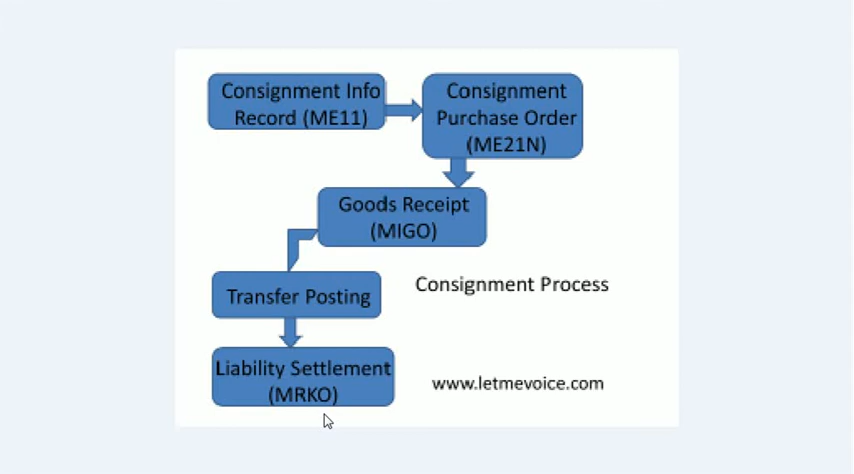 Consignment Info
Record (ME11)
Consignment
Purchase Order
(ME21N)
Goods Receipt
(MIGO)
Transfer Posting
Consignment Process
Liability Settlement
(MRKO)
www.letmevoice.com